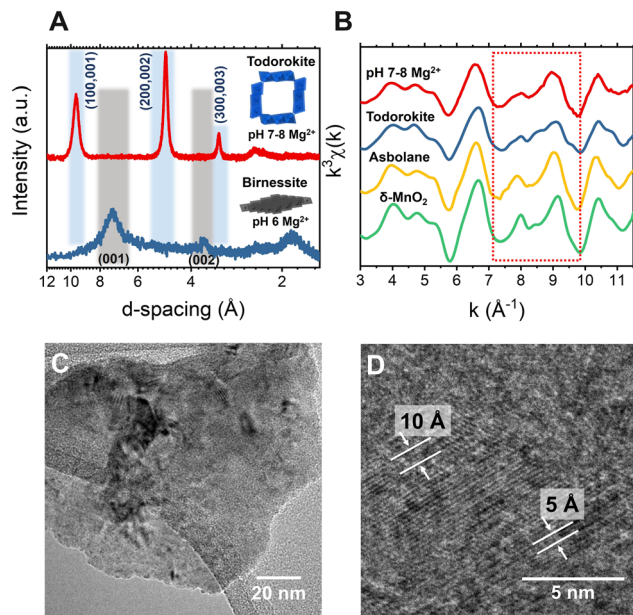 A
(100,001)
(200,002)
(300,003)
Todorokite
pH 7-8 Mg²⁺
Birnessite
pH 6 Mg²⁺
(001)
(002)
Intensity (a.u.)
12 10 8 6 4 2
d-spacing (Å)
B
pH 7-8 Mg²⁺
Todorokite
Asbolane
δ-MnO₂
k³χ(k)
3 4 5 6 7 8 9 10 11
k (Å⁻¹)
C
20 nm
D
10 Å
5 Å
5 nm